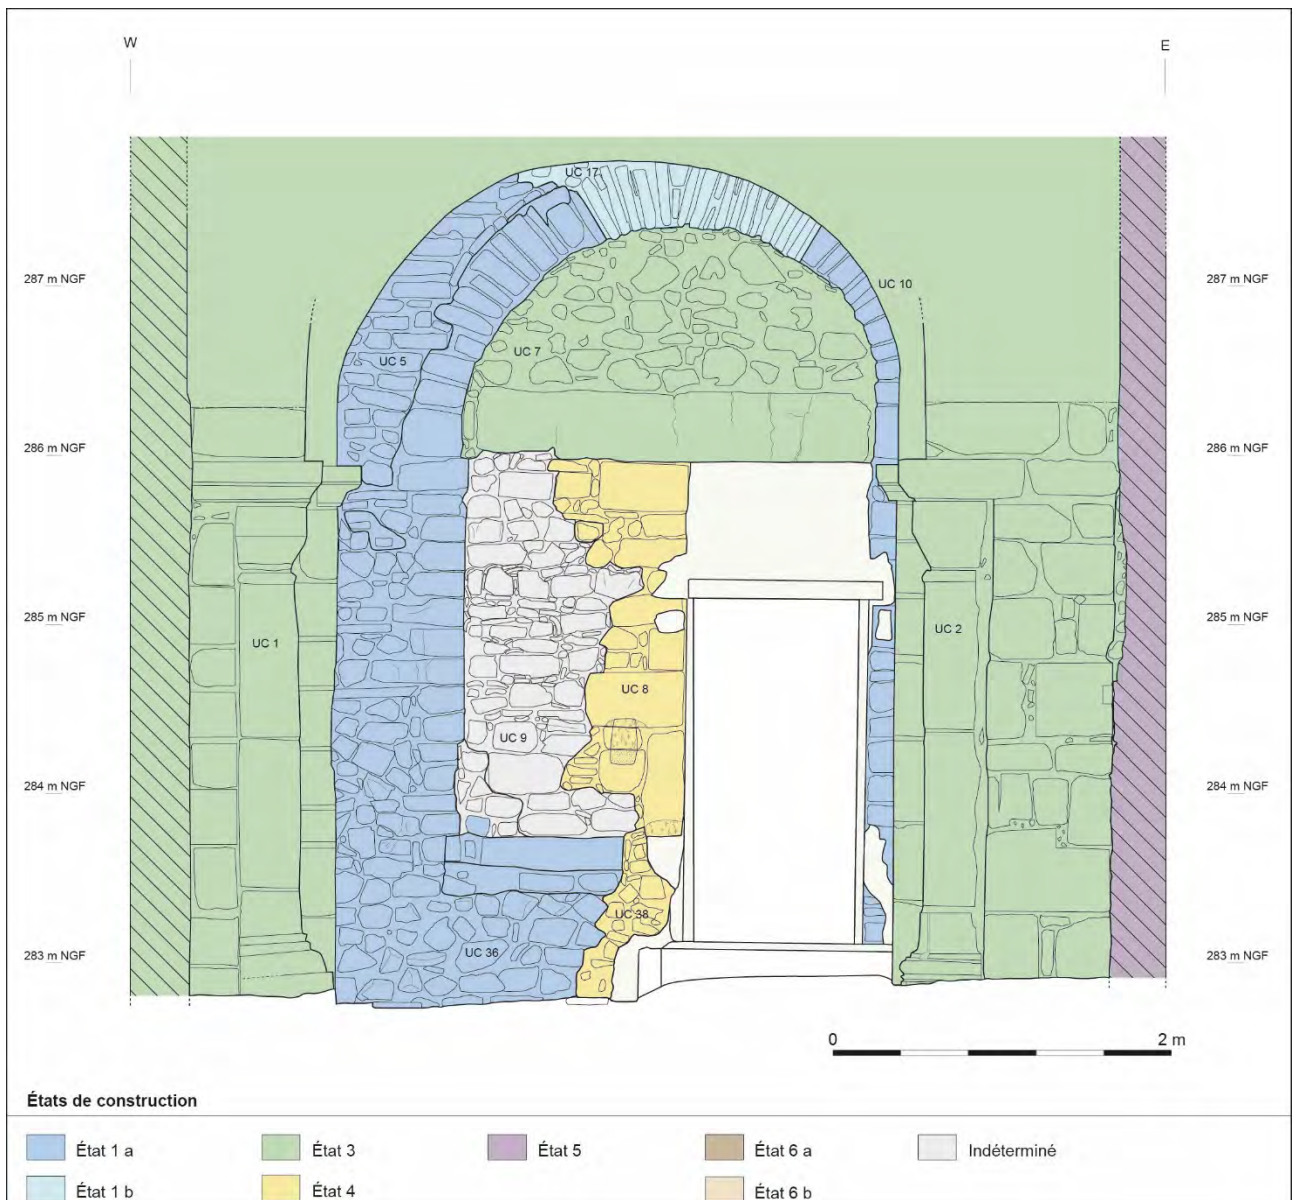 W E
UC 17
287 m NGF 287 m NGF
UC 10
UC 7
UC 5
286 m NGF 286 m NGF
285 m NGF 285 m NGF
UC 1 UC 2
UC 8
UC 9
284 m NGF 284 m NGF
UC 38
UC 36
283 m NGF 283 m NGF
0 2 m
États de construction
État 1 a État 3 État 5 État 6 a Indéterminé
État 1 b État 4 État 6 b